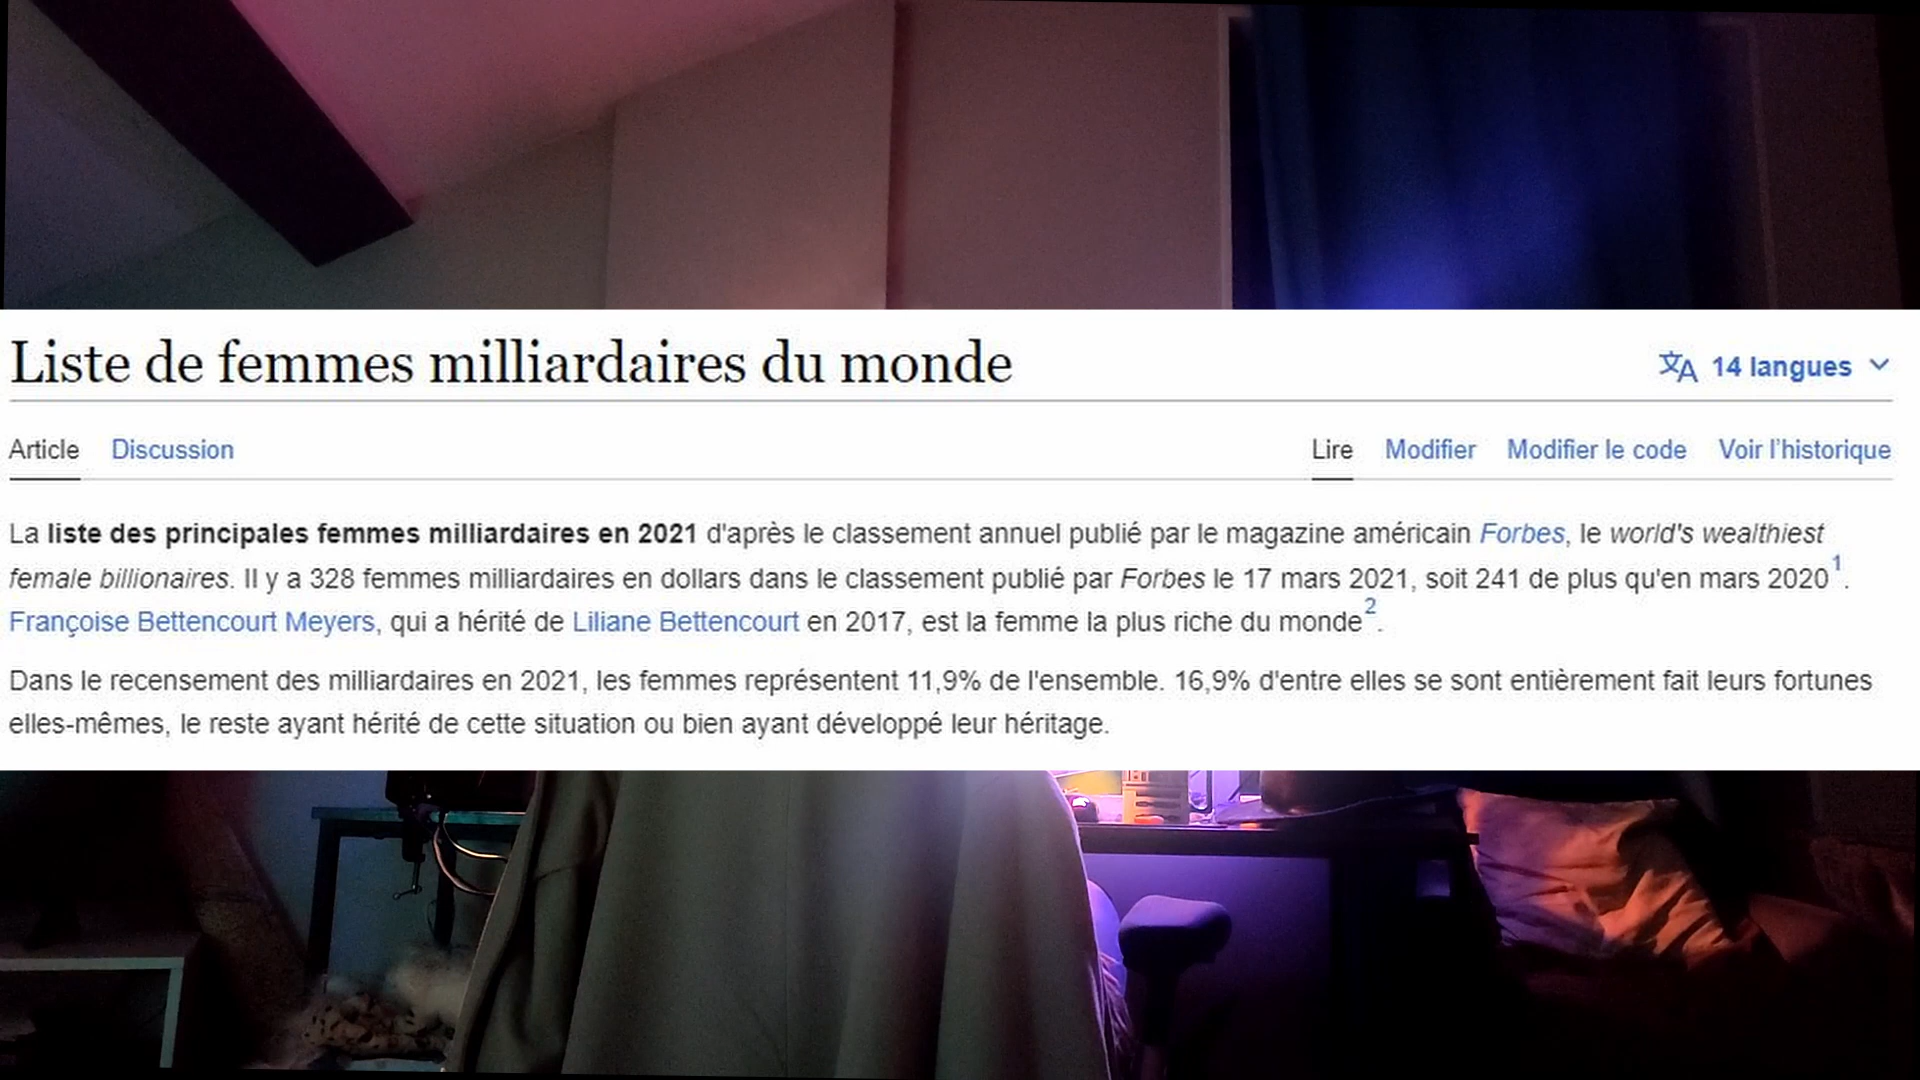 Liste de femmes milliardaires du monde
14 langues
Article Discussion Lire Modifier Modifier le code Voir l'historique
La liste des principales femmes milliardaires en 2021 d'après le classement annuel publié par le magazine américain Forbes, le world's wealthiest
female billionaires. Il y a 328 femmes milliardaires en dollars dans le classement publié par Forbes le 17 mars 2021, soit 241 de plus qu'en mars 2020 1.
Françoise Bettencourt Meyers, qui a hérité de Liliane Bettencourt en 2017, est la femme la plus riche du monde 2.
Dans le recensement des milliardaires en 2021, les femmes représentent 11,9% de l'ensemble. 16,9% d'entre elles se sont entièrement fait leurs fortunes
elles-mêmes, le reste ayant hérité de cette situation ou bien ayant développé leur héritage.